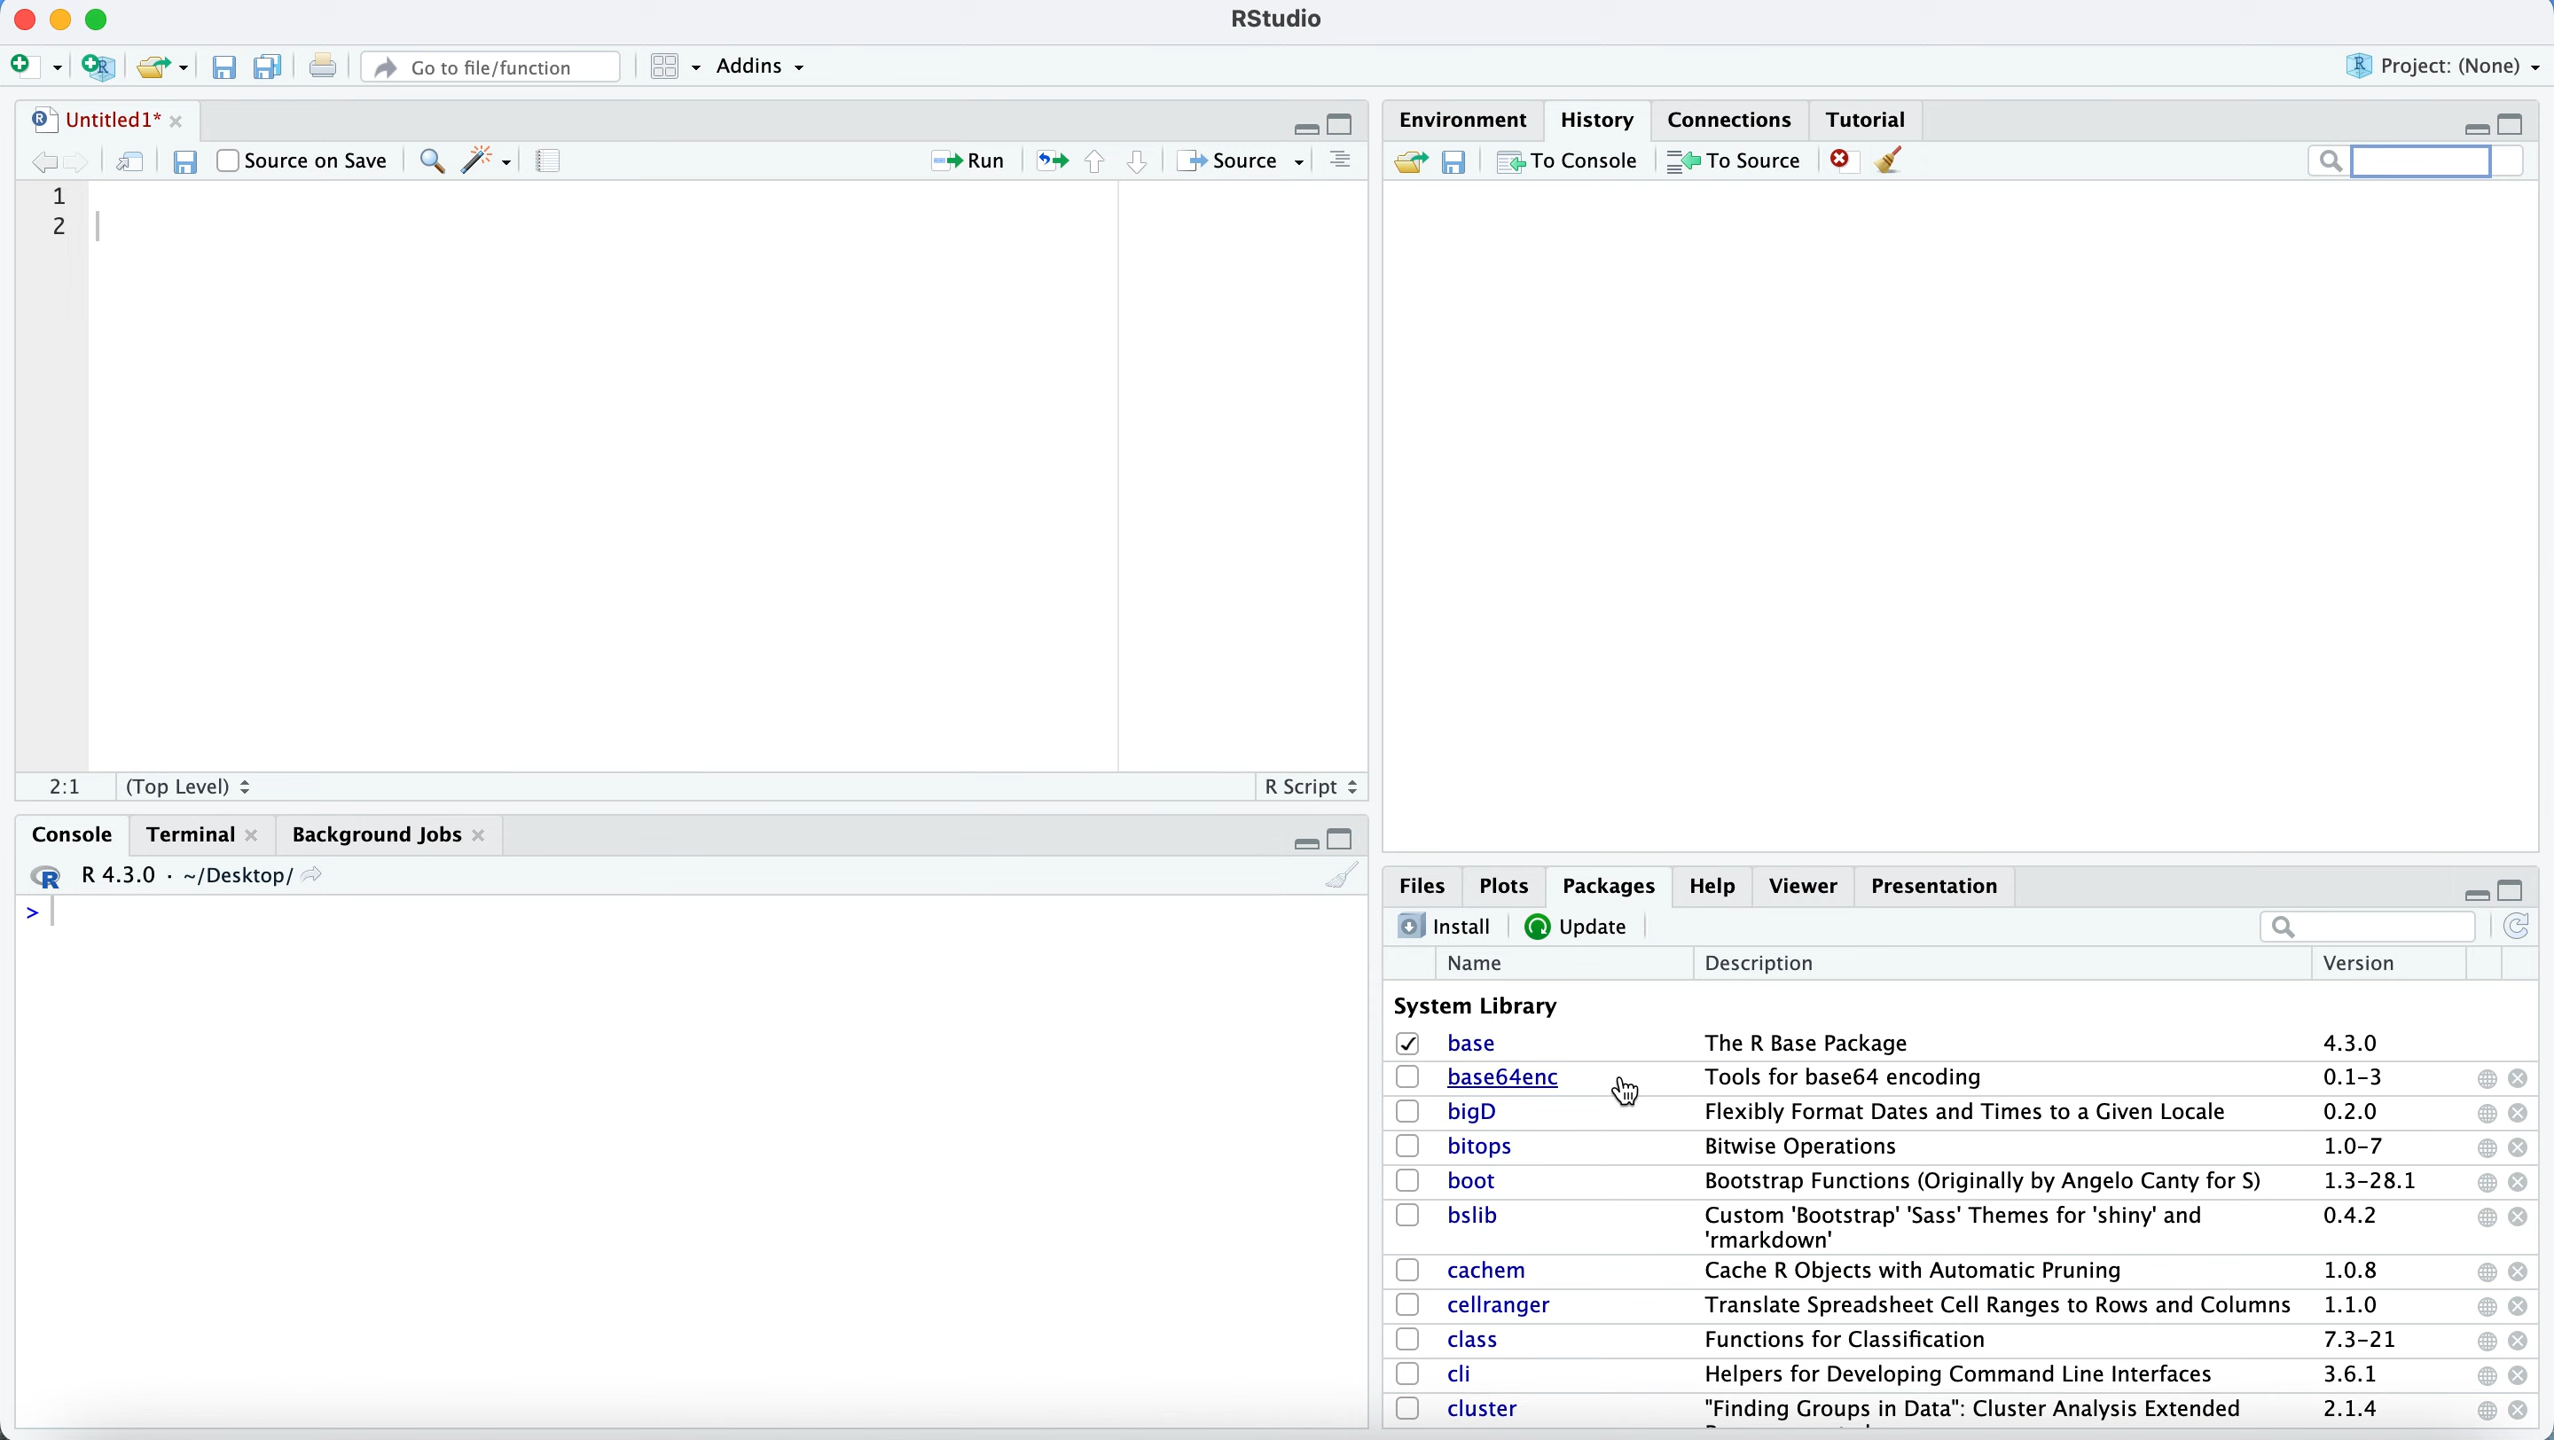 RStudio
Go to file/function
Addins
Project: (None)
Untitled1*
Source on Save
Run
Source
1
2
2:1
(Top Level)
R Script
Console
Terminal
Background Jobs
R 4.3.0 · ~/Desktop/
>
Environment
History
Connections
Tutorial
To Console
To Source
Files
Plots
Packages
Help
Viewer
Presentation
Install
Update
Name Description Version
System Library
base The R Base Package 4.3.0
base64enc Tools for base64 encoding 0.1-3
bigD Flexibly Format Dates and Times to a Given Locale 0.2.0
bitops Bitwise Operations 1.0-7
boot Bootstrap Functions (Originally by Angelo Canty for S) 1.3-28.1
bslib Custom 'Bootstrap' 'Sass' Themes for 'shiny' and 0.4.2
'rmarkdown'
cachem Cache R Objects with Automatic Pruning 1.0.8
cellranger Translate Spreadsheet Cell Ranges to Rows and Columns 1.1.0
class Functions for Classification 7.3-21
cli Helpers for Developing Command Line Interfaces 3.6.1
cluster "Finding Groups in Data": Cluster Analysis Extended 2.1.4